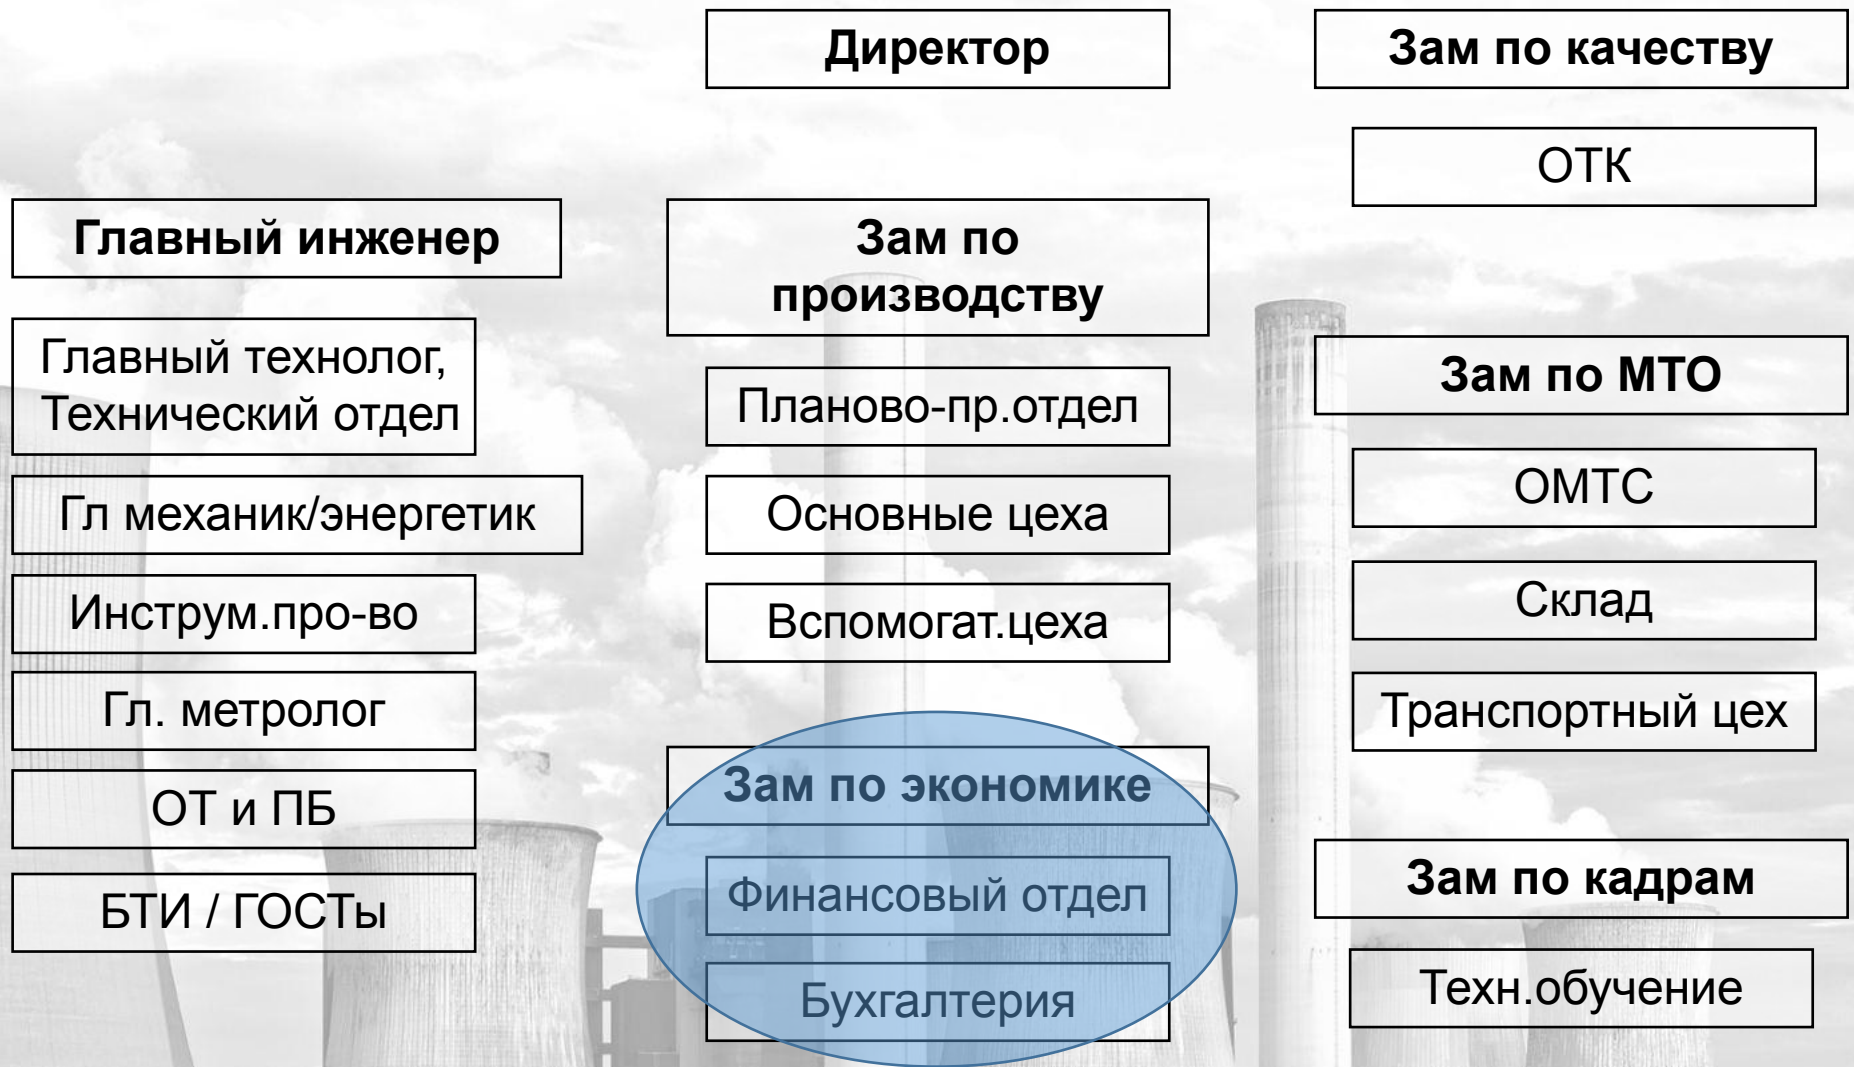 Директор
Зам по качеству
ОТК
Главный инженер
Главный технолог,
Технический отдел
Гл механик/энергетик
Инструм.про-во
Гл. метролог
ОТ и ПБ
БТИ / ГОСТы
Зам по
производству
Планово-пр.отдел
Основные цеха
Вспомогат.цеха
Зам по экономике
Финансовый отдел
Бухгалтерия
Зам по МТО
ОМТС
Склад
Транспортный цех
Зам по кадрам
Техн.обучение